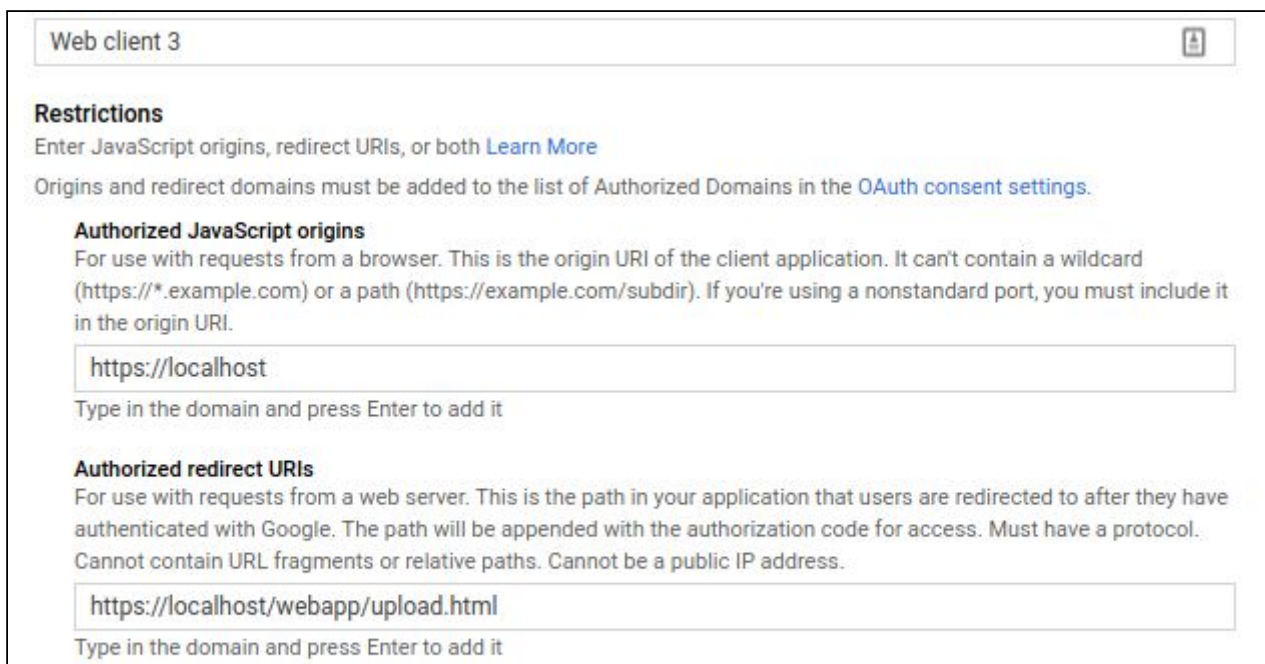 Web client 3
Restrictions
Enter JavaScript origins, redirect URIs, or both Learn More
Origins and redirect domains must be added to the list of Authorized Domains in the OAuth consent settings.
Authorized JavaScript origins
For use with requests from a browser. This is the origin URI of the client application. It can't contain a wildcard
(https://*.example.com) or a path (https://example.com/subdir). If you're using a nonstandard port, you must include it
in the origin URI.
https://localhost
Type in the domain and press Enter to add it
Authorized redirect URIs
For use with requests from a web server. This is the path in your application that users are redirected to after they have
authenticated with Google. The path will be appended with the authorization code for access. Must have a protocol.
Cannot contain URL fragments or relative paths. Cannot be a public IP address.
https://localhost/webapp/upload.html
Type in the domain and press Enter to add it